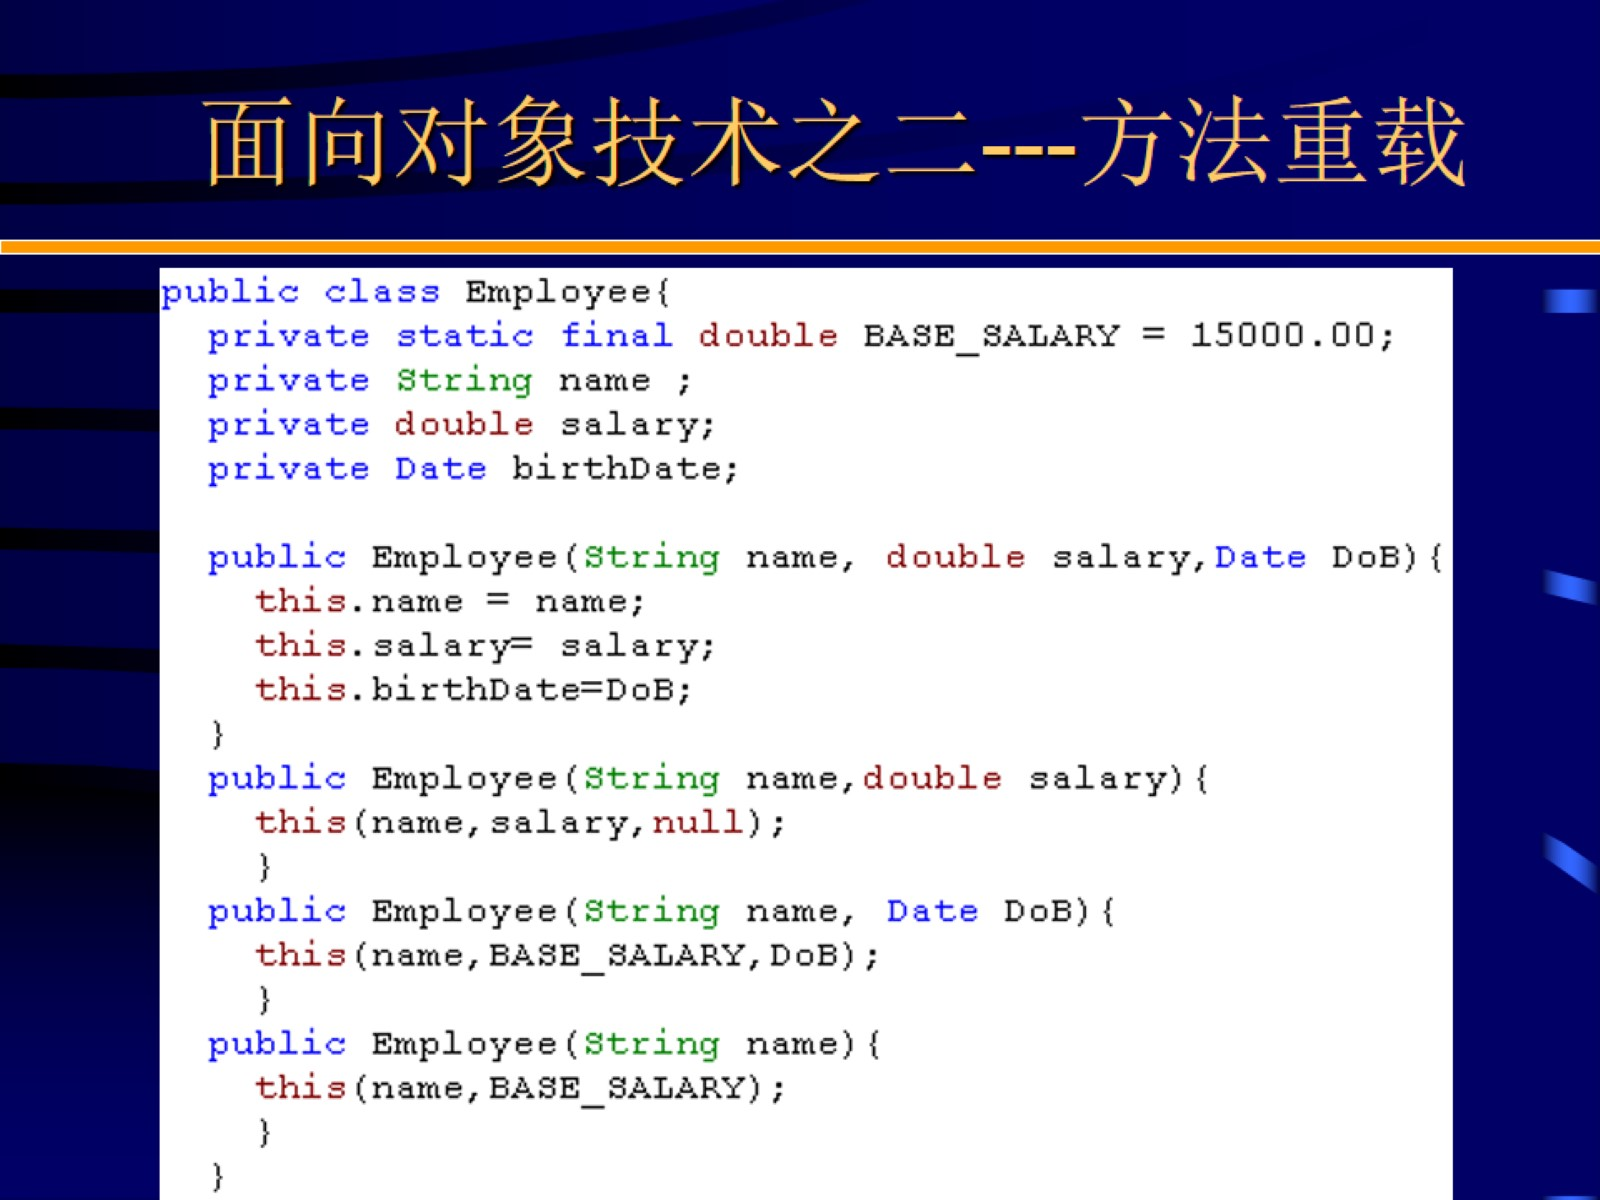 面向对象技术之二---方法重载
public class Employee{
private static final double BASE_SALARY = 15000.00;
private String name ;
private double salary;
private Date birthDate;
public Employee(String name, double salary,Date DoB){
this.name = name;
this.salary= salary;
this.birthDate=DoB;
}
public Employee(String name,double salary){
this(name,salary,null);
}
public Employee(String name, Date DoB){
this(name,BASE_SALARY,DoB);
}
public Employee(String name){
this(name,BASE_SALARY);
}
}